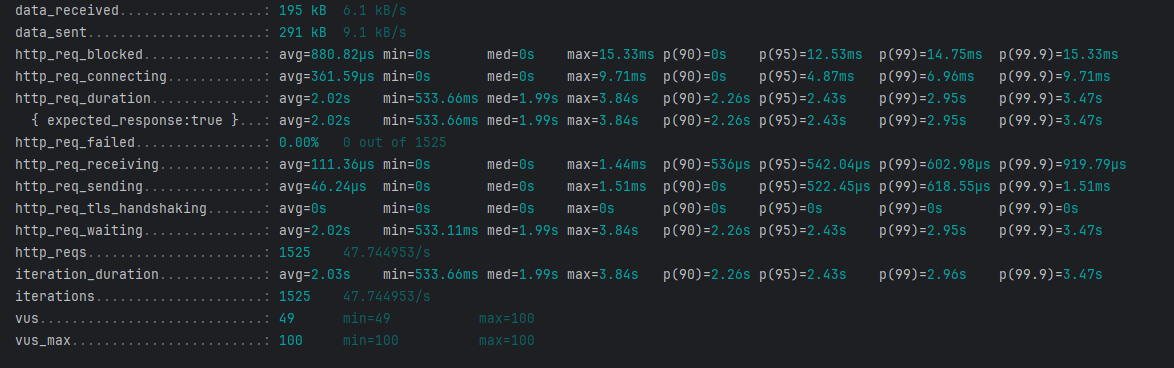 data_received..................: 195 kB 6.1 kB/s
data_sent......................: 291 kB 9.1 kB/s
http_req_blocked...............: avg=880.82µs min=0s med=0s max=15.33ms p(90)=0s p(95)=12.53ms p(99)=14.75ms p(99.9)=15.33ms
http_req_connecting............: avg=361.59µs min=0s med=0s max=9.71ms p(90)=0s p(95)=4.87ms p(99)=6.96ms p(99.9)=9.71ms
http_req_duration..............: avg=2.02s min=533.66ms med=1.99s max=3.84s p(90)=2.26s p(95)=2.43s p(99)=2.95s p(99.9)=3.47s
{ expected_response:true }...: avg=2.02s min=533.66ms med=1.99s max=3.84s p(90)=2.26s p(95)=2.43s p(99)=2.95s p(99.9)=3.47s
http_req_failed................: 0.00% 0 out of 1525
http_req_receiving.............: avg=111.36µs min=0s med=0s max=1.44ms p(90)=536µs p(95)=542.04µs p(99)=602.98µs p(99.9)=919.79µs
http_req_sending...............: avg=46.24µs min=0s med=0s max=1.51ms p(90)=0s p(95)=522.45µs p(99)=618.55µs p(99.9)=1.51ms
http_req_tls_handshaking.......: avg=0s min=0s med=0s max=0s p(90)=0s p(95)=0s p(99)=0s p(99.9)=0s
http_req_waiting...............: avg=2.02s min=533.11ms med=1.99s max=3.84s p(90)=2.26s p(95)=2.43s p(99)=2.95s p(99.9)=3.47s
http_reqs......................: 1525 47.744953/s
iteration_duration.............: avg=2.03s min=533.66ms med=1.99s max=3.84s p(90)=2.26s p(95)=2.43s p(99)=2.96s p(99.9)=3.47s
iterations.....................: 1525 47.744953/s
vus............................: 49 min=49 max=100
vus_max........................: 100 min=100 max=100